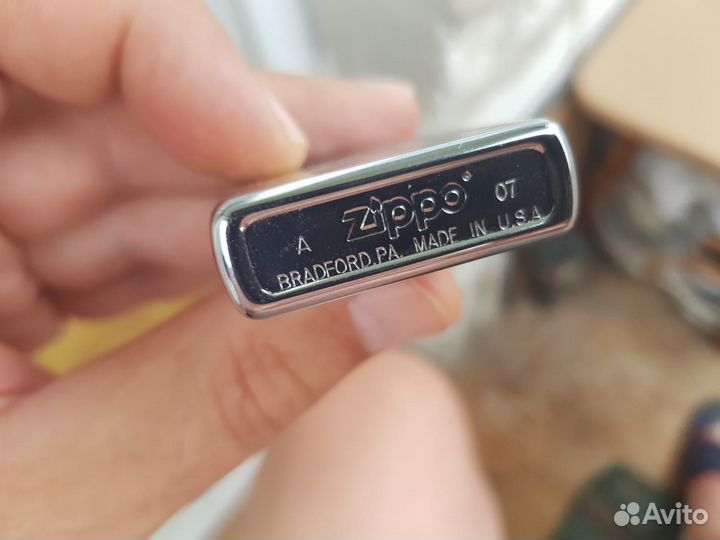 A Zippo® 07
BRADFORD, PA. MADE IN U.S.A
Avito